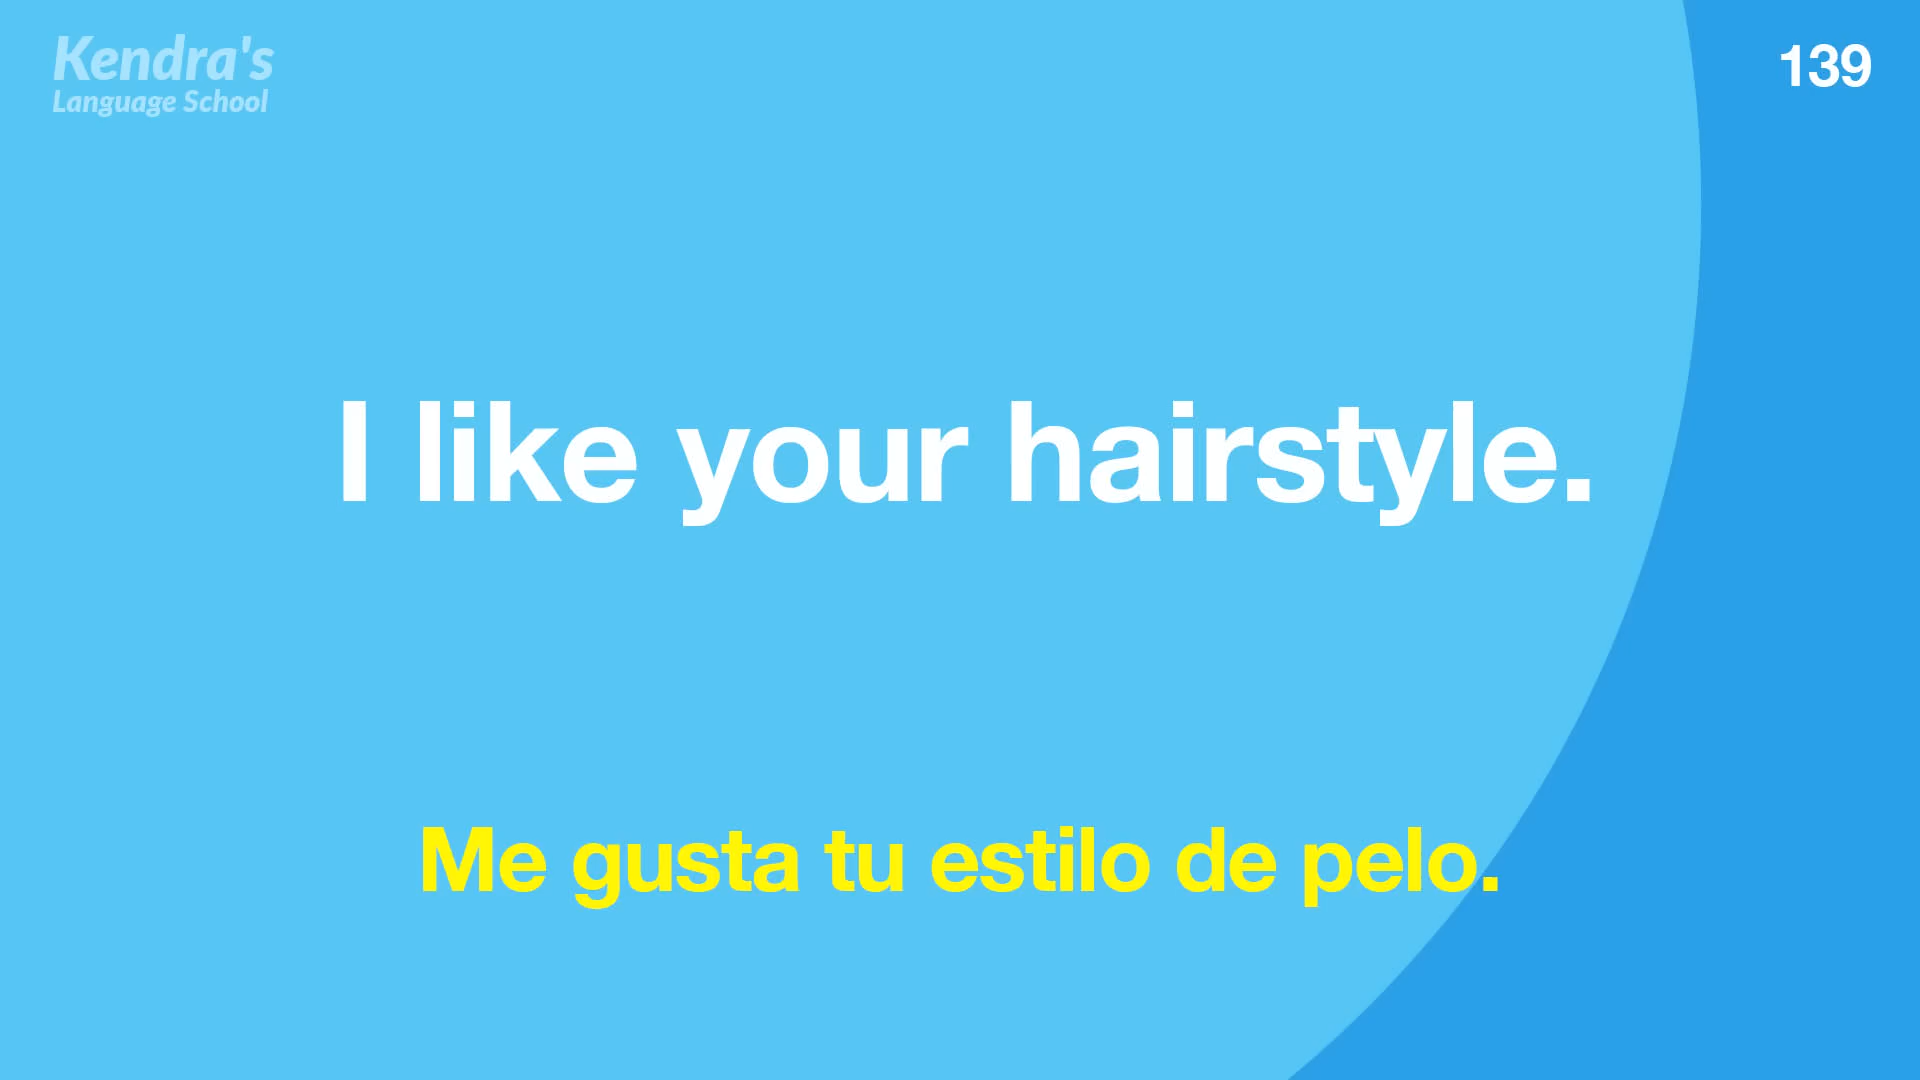 Kendra's
Language School
139
I like your hairstyle.
Me gusta tu estilo de pelo.